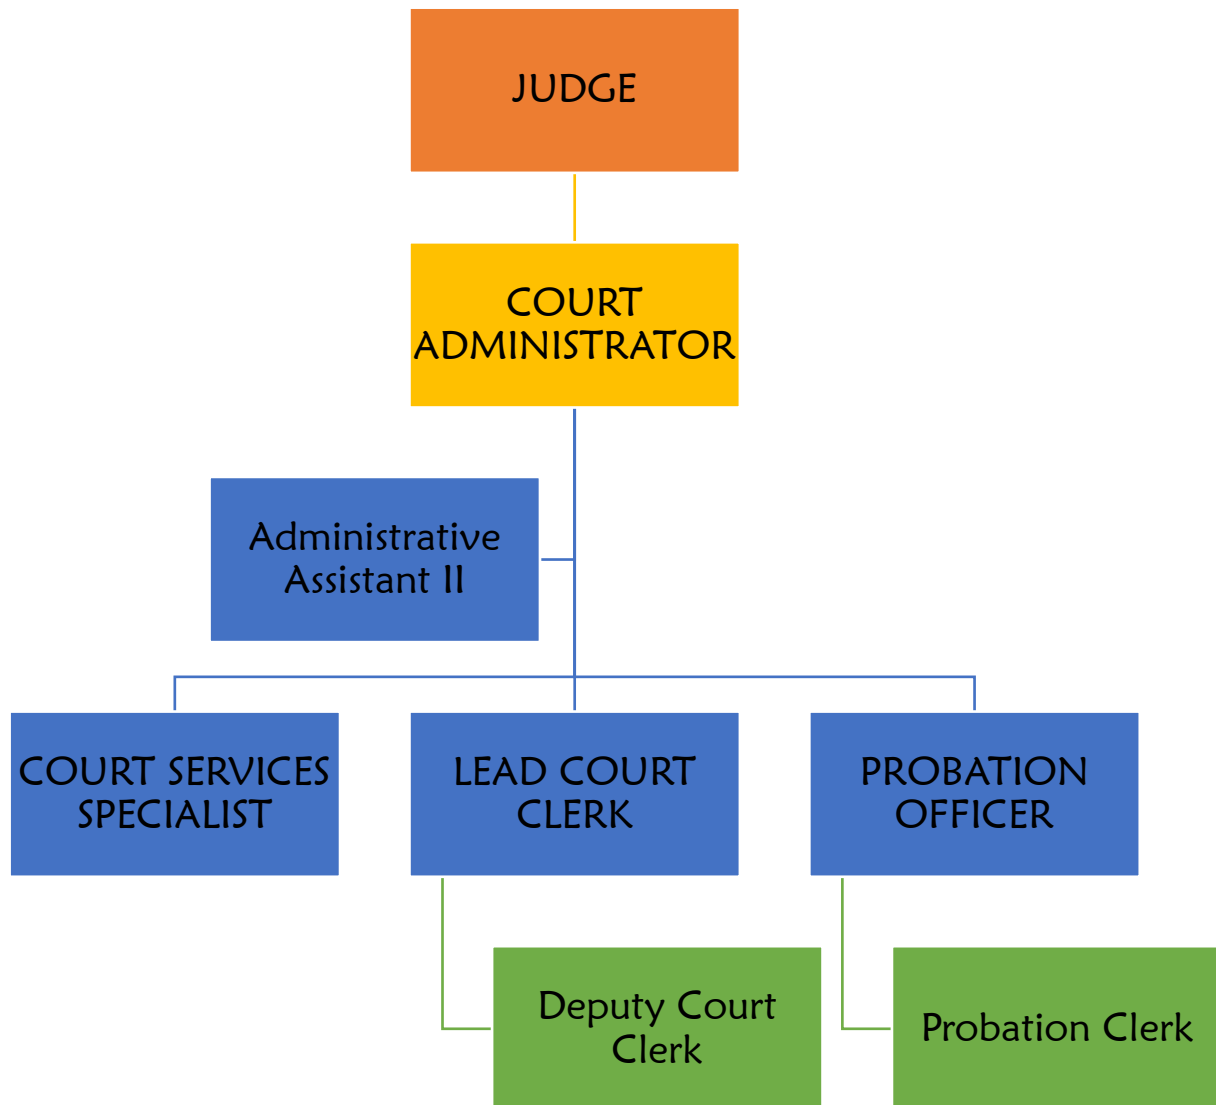 JUDGE
COURT
ADMINISTRATOR
Administrative
Assistant II
COURT SERVICES
SPECIALIST
LEAD COURT
CLERK
PROBATION
OFFICER
Deputy Court
Clerk
Probation Clerk